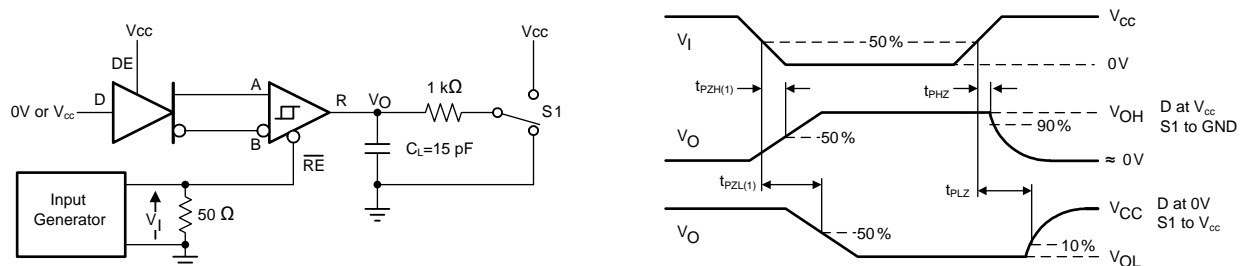 Vcc
DE
D
0V or Vcc
A
B
R
VO
1 kΩ
Vcc
S1
CL=15 pF
RE
Input
Generator
VI
50 Ω
VI
50%
Vcc
0V
tPZH(1)
tPHZ
VO
50%
VOH
90%
≈ 0V
D at Vcc
S1 to GND
tPZL(1)
tPLZ
VO
50%
VCC
10%
VOL
D at 0V
S1 to Vcc